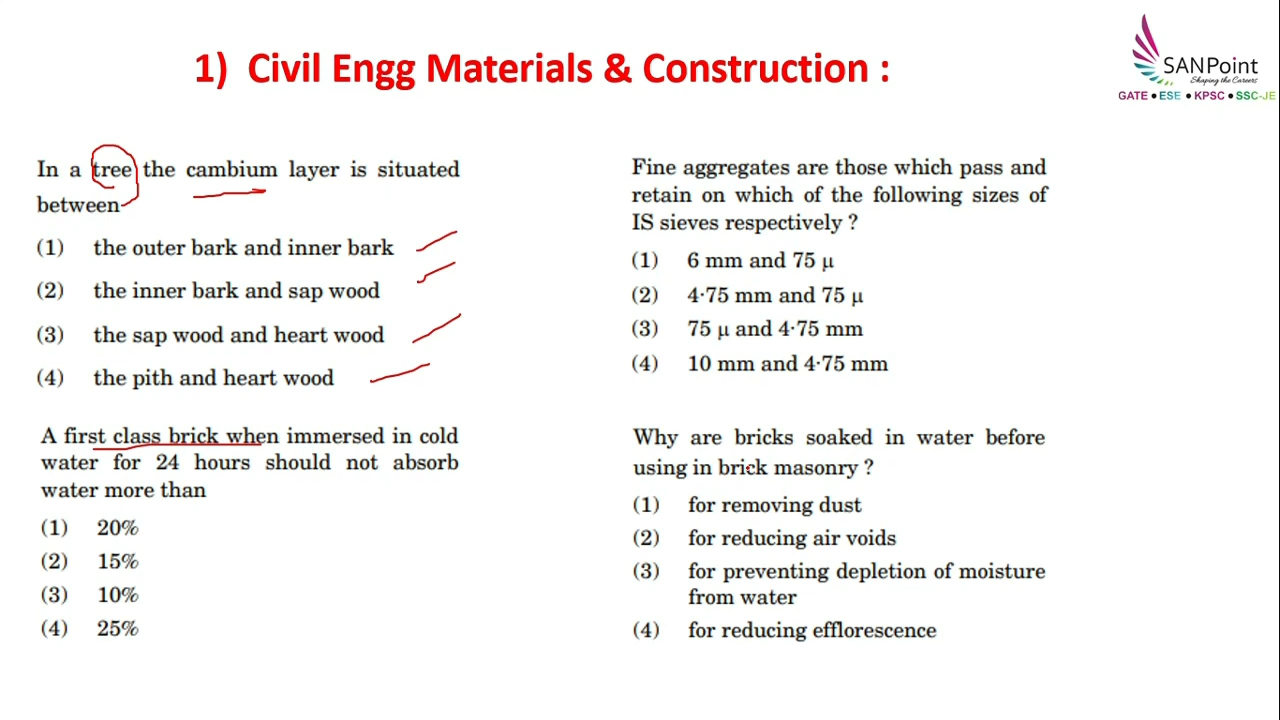 1) Civil Engg Materials & Construction :
SANPoint
Shaping the Careers
GATE ● ESE ● KPSC ● SSC-JE
In a tree the cambium layer is situated
between
(1) the outer bark and inner bark
(2) the inner bark and sap wood
(3) the sap wood and heart wood
(4) the pith and heart wood
A first class brick when immersed in cold
water for 24 hours should not absorb
water more than
(1) 20%
(2) 15%
(3) 10%
(4) 25%
Fine aggregates are those which pass and
retain on which of the following sizes of
IS sieves respectively ?
(1) 6 mm and 75 µ
(2) 4·75 mm and 75 µ
(3) 75 µ and 4·75 mm
(4) 10 mm and 4·75 mm
Why are bricks soaked in water before
using in brick masonry ?
(1) for removing dust
(2) for reducing air voids
(3) for preventing depletion of moisture
from water
(4) for reducing efflorescence